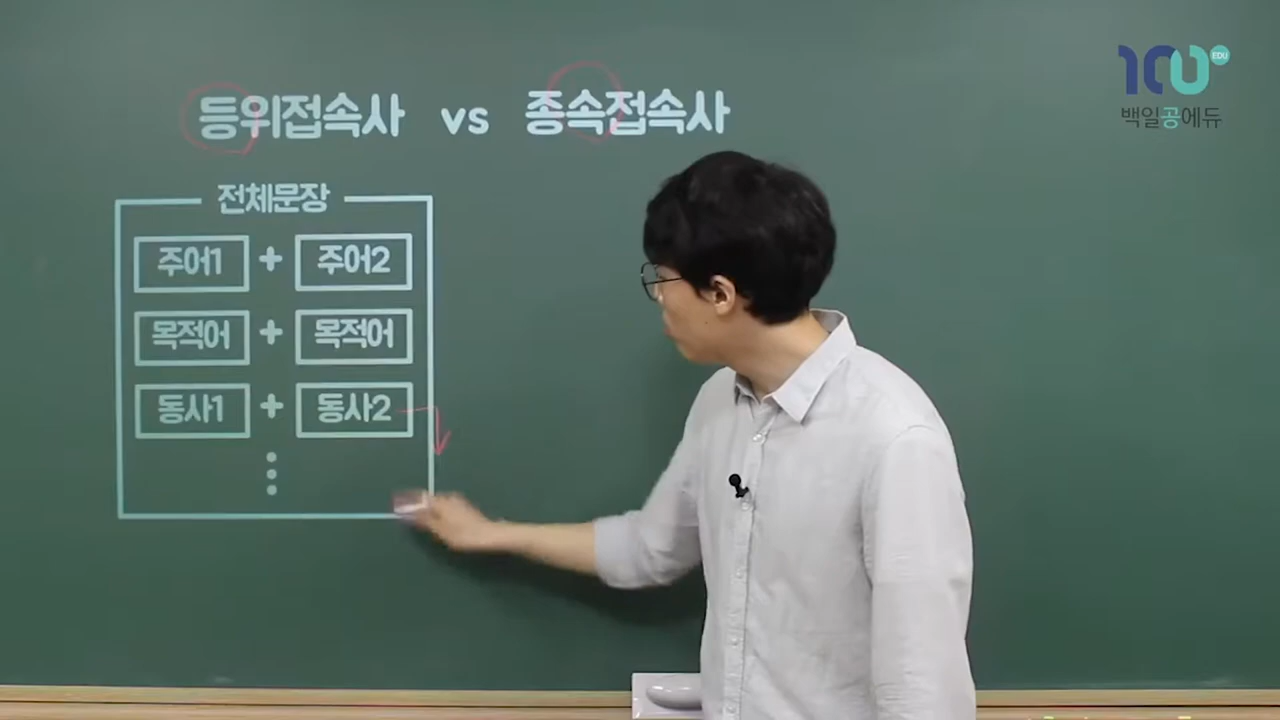 등위접속사 vs 종속접속사
전체문장
주어1 + 주어2
목적어 + 목적어
동사1 + 동사2
100 EDU
백일공에듀